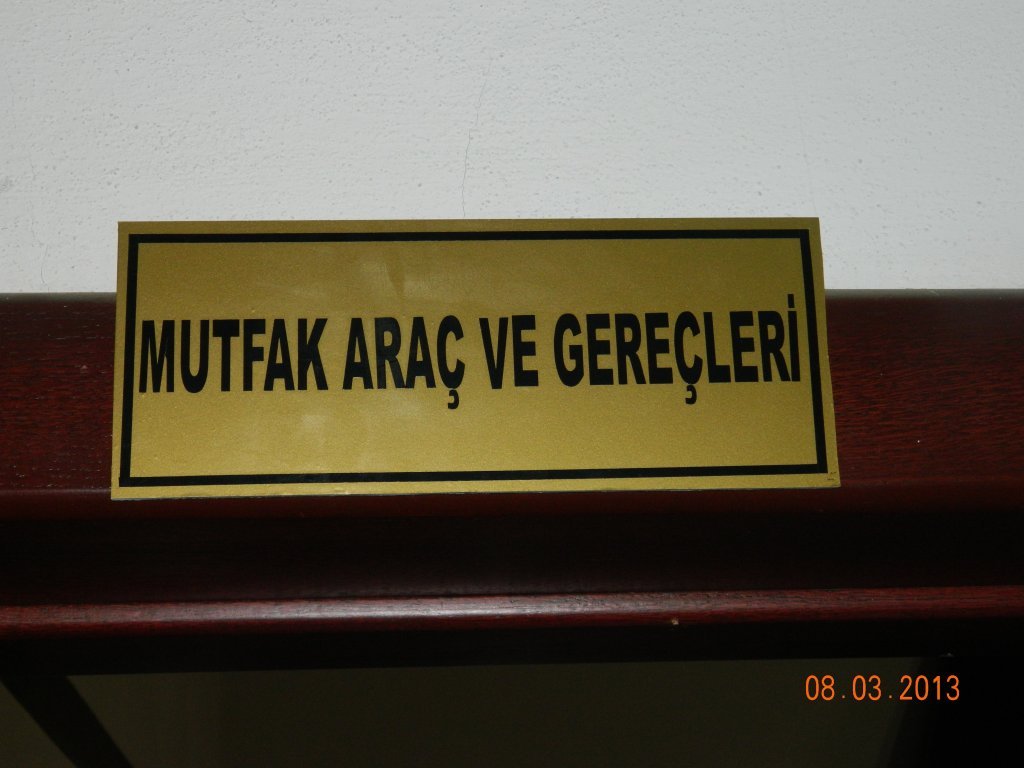 MUTFAK ARAÇ VE GEREÇLERİ
08.03.2013